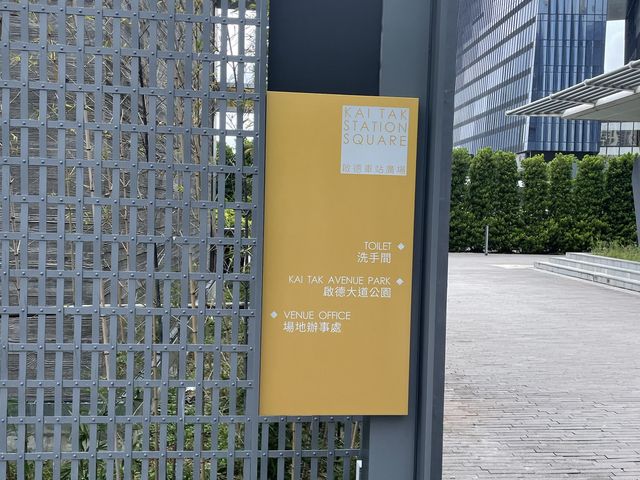 KAI TAK
STATION
SQUARE
啟德車站廣場
TOILET
洗手間
KAI TAK AVENUE PARK
啟德大道公園
VENUE OFFICE
場地辦事處